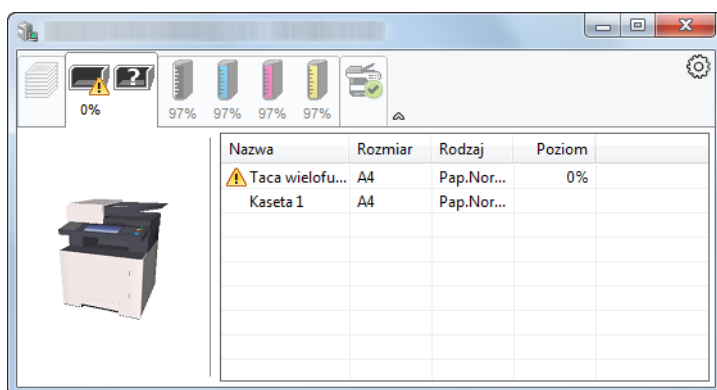 ?
0% 97% 97% 97% 97%
Nazwa Rozmiar Rodzaj Poziom
Taca wielofu... A4 Pap.Nor... 0%
Kaseta 1 A4 Pap.Nor...